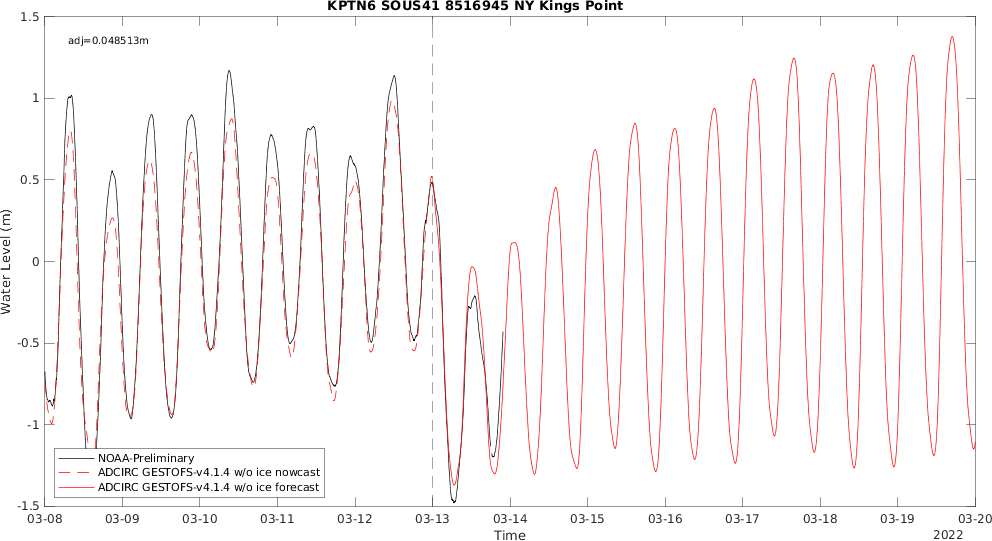 KPTN6 SOUS41 8516945 NY Kings Point
adj=0.048513m
1.5
1
0.5
0
-0.5
-1
-1.5
Water Level (m)
NOAA-Preliminary
ADCIRC GESTOFS-v4.1.4 w/o ice nowcast
ADCIRC GESTOFS-v4.1.4 w/o ice forecast
03-08 03-09 03-10 03-11 03-12 03-13 03-14 03-15 03-16 03-17 03-18 03-19 03-20
Time
2022